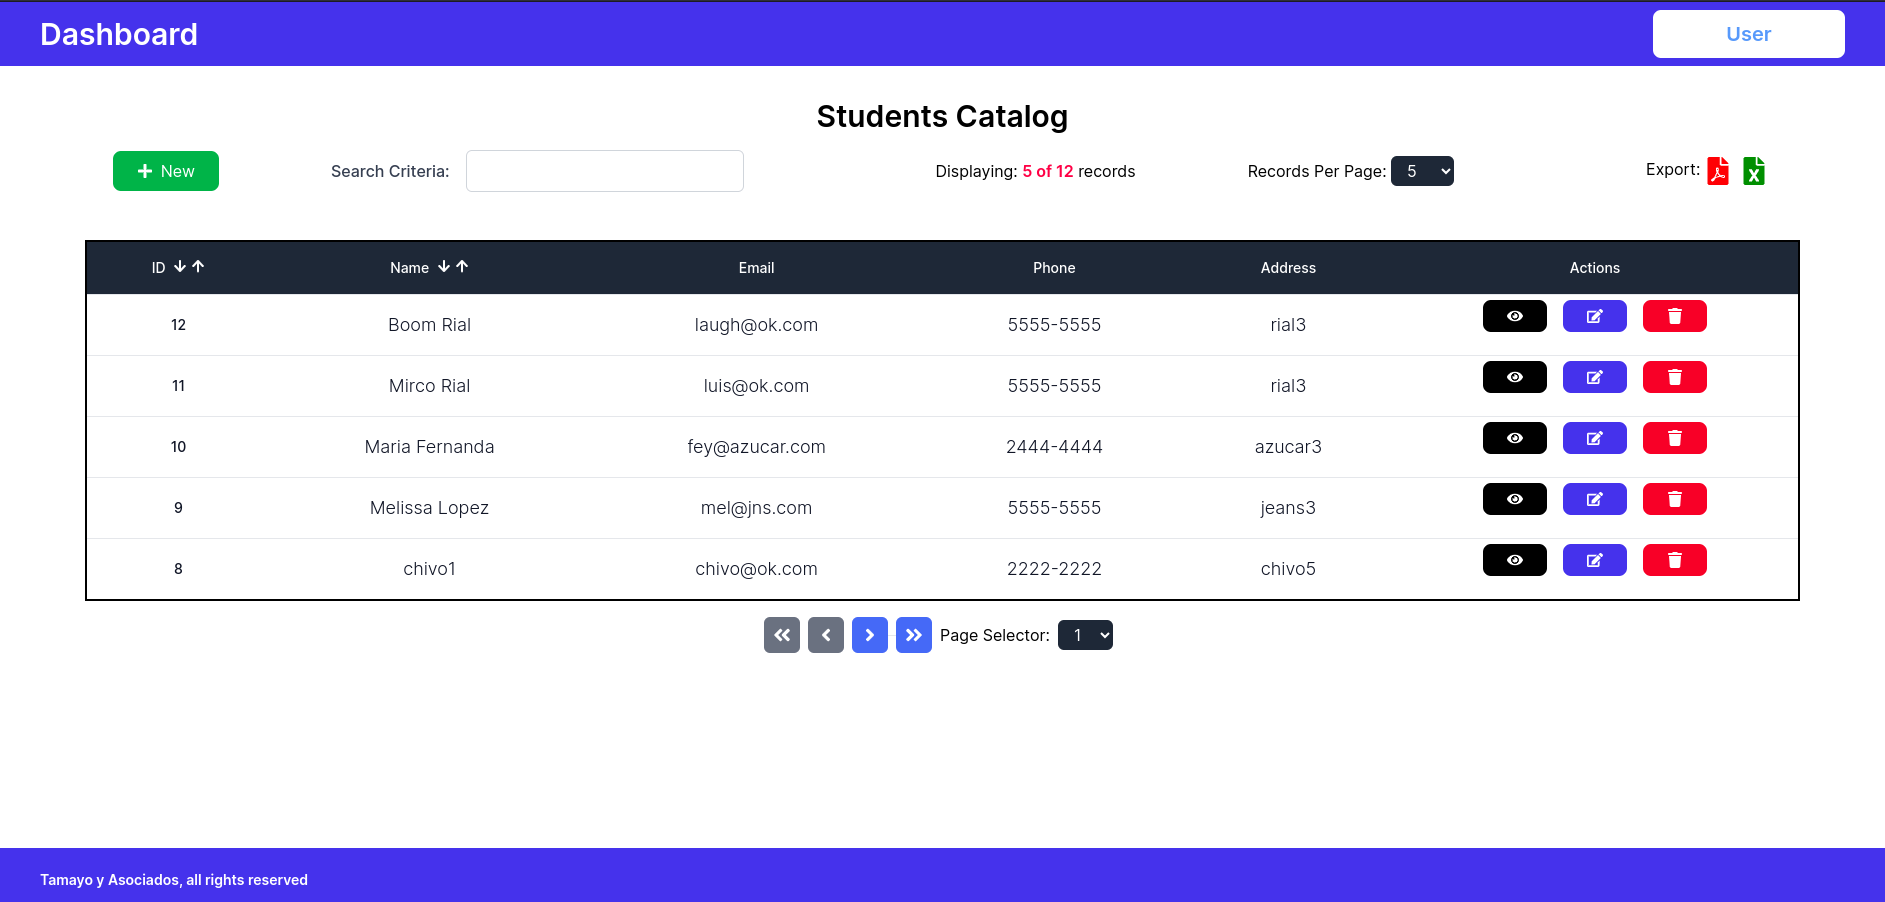 Dashboard
User
Students Catalog
New
Search Criteria:
Displaying: 5 of 12 records
Records Per Page: 5
Export:
ID Name Email Phone Address Actions
12 Boom Rial laugh@ok.com 5555-5555 rial3
11 Mirco Rial luis@ok.com 5555-5555 rial3
10 Maria Fernanda fey@azucar.com 2444-4444 azucar3
9 Melissa Lopez mel@jns.com 5555-5555 jeans3
8 chivo1 chivo@ok.com 2222-2222 chivo5
Page Selector: 1
Tamayo y Asociados, all rights reserved